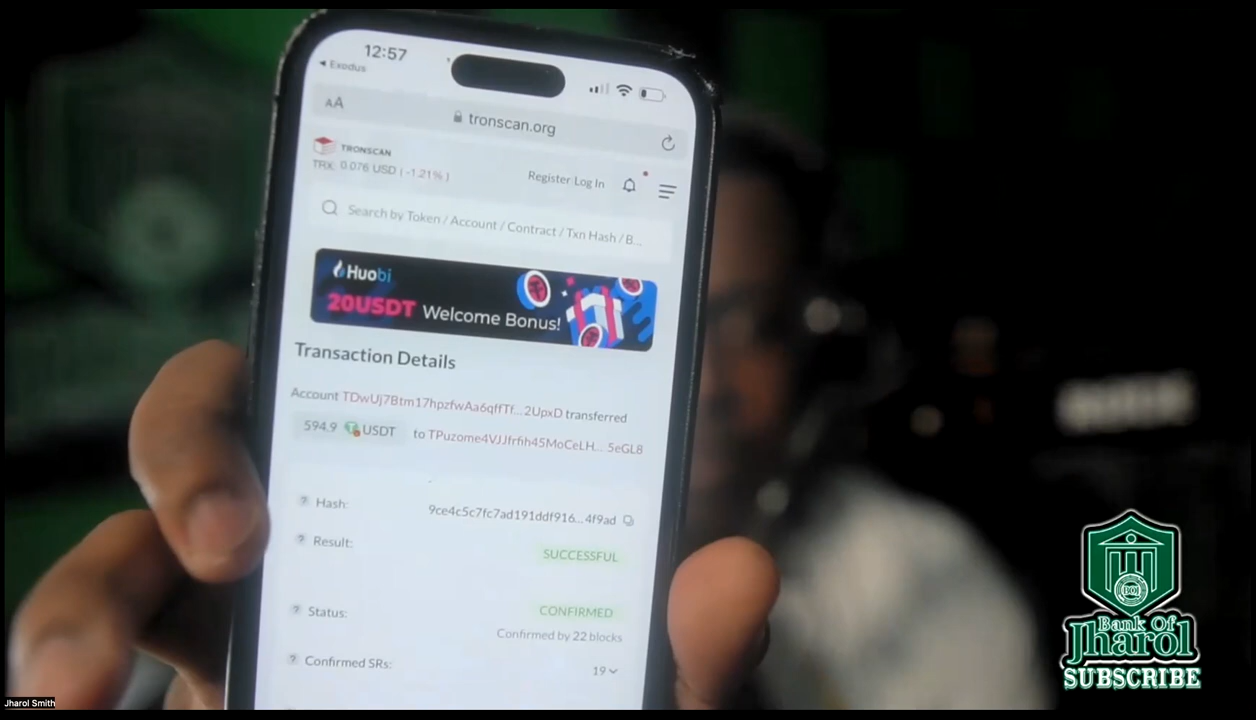 12:57
Exodus
AA
tronscan.org
TRONSCAN
TRX: 0.076 USD ( -1.21% )
Register Log In
Search by Token / Account / Contract / Txn Hash / B...
Huobi
20USDT Welcome Bonus!
Transaction Details
Account TDwUj7Btm17hpzfwAa6qffTf...2UpxD transferred
594.9 USDT to TPuzome4VJJfrfih45MoCeLH... 5eGL8
? Hash: 9ce4c5c7fc7ad191ddf916...4f9ad
? Result: SUCCESSFUL
? Status: CONFIRMED
Confirmed by 22 blocks
? Confirmed SRs: 19
Bank Of
Jharol
SUBSCRIBE
Jharol Smith